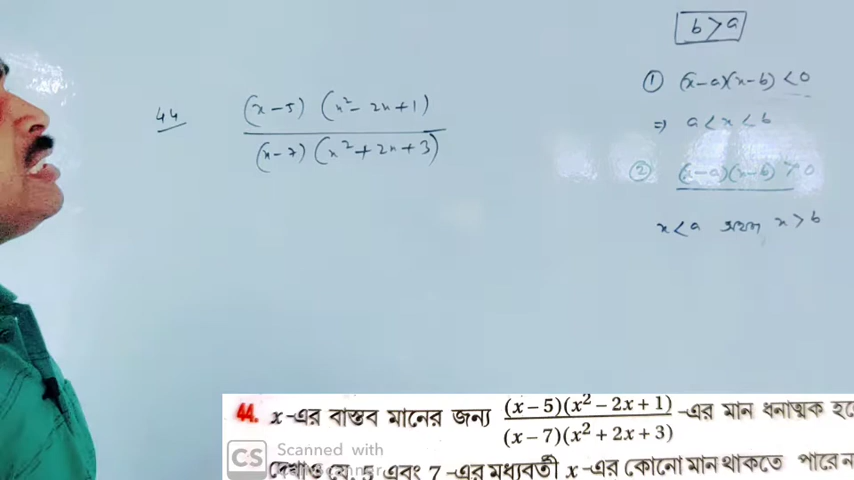 b > a
44 (x-5) (x²-2x+1)
(x-7) (x²+2x+3)
① (x-a)(x-b) < 0
⇒ a < x < b
② (x-a)(x-b) > 0
x < a অথবা x > b
44. x-এর বাস্তব মানের জন্য (x-5)(x²-2x+1) / (x-7)(x²+2x+3) -এর মান ধনাত্মক
CS Scanned with
দেখাও যে, 5 এবং 7-এর মধ্যবর্তী x-এর কোনো মান থাকতে পারে